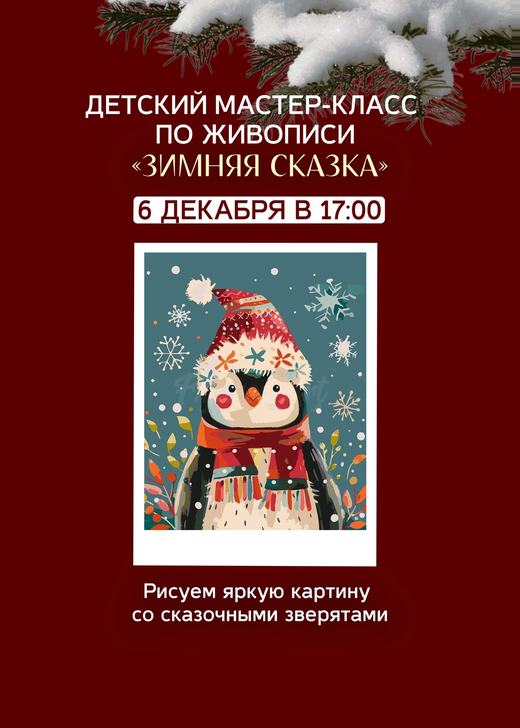 ДЕТСКИЙ МАСТЕР-КЛАСС
ПО ЖИВОПИСИ
«ЗИМНЯЯ СКАЗКА»
6 ДЕКАБРЯ В 17:00
Рисуем яркую картину
со сказочными зверятами